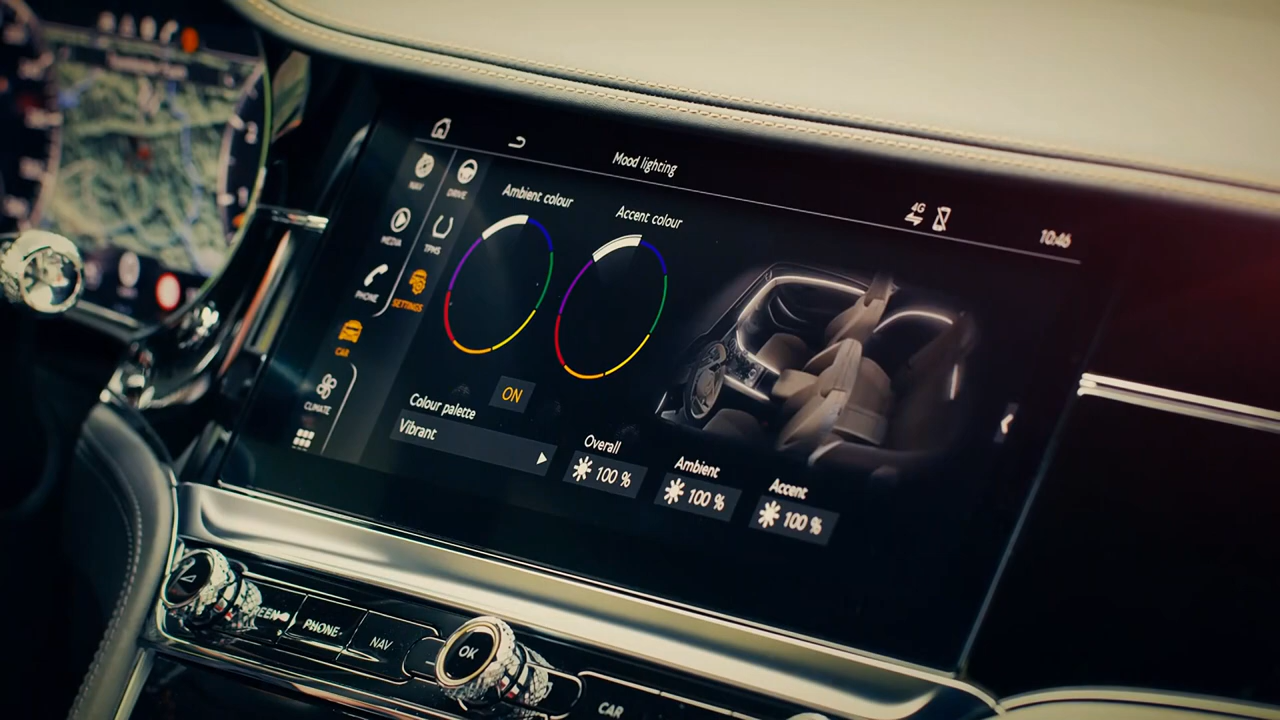 Mood lighting
4G
10:46
NAV
DRIVE
MEDIA
TPMS
PHONE
SETTINGS
CAR
CLIMATE
Ambient colour
Accent colour
ON
Colour palette
Vibrant
Overall
100 %
Ambient
100 %
Accent
100 %
PHONE
NAV
OK
CAR